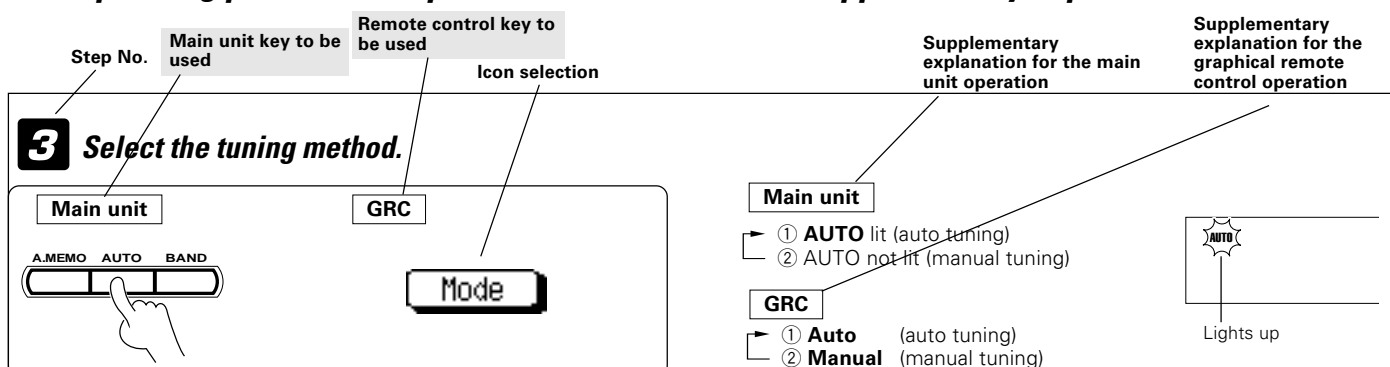 Step No.
Main unit key to be
used
Remote control key to
be used
Icon selection
Supplementary
explanation for the main
unit operation
Supplementary
explanation for the
graphical remote
control operation
3 Select the tuning method.
Main unit
GRC
A.MEMO AUTO BAND
Mode
Main unit
① AUTO lit (auto tuning)
② AUTO not lit (manual tuning)
GRC
① Auto (auto tuning)
② Manual (manual tuning)
AUTO
Lights up